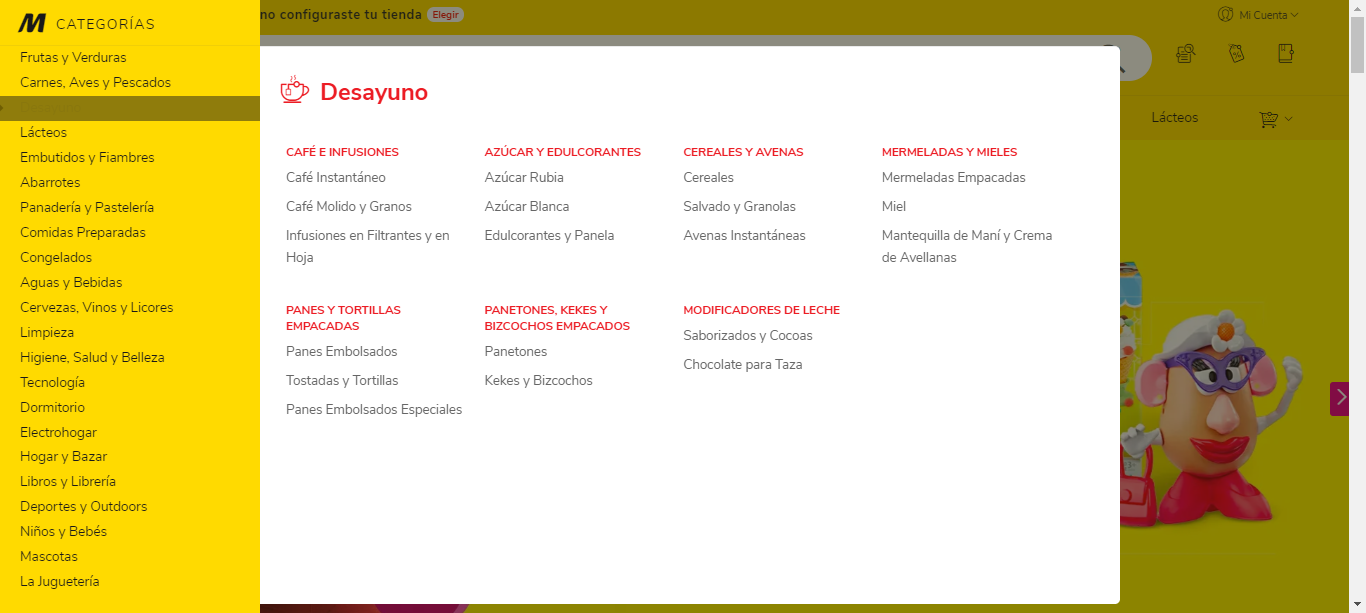 CATEGORÍAS
no configuraste tu tienda Elegir
Mi Cuenta
Frutas y Verduras
Carnes, Aves y Pescados
Desayuno
Lácteos
Embutidos y Fiambres
Abarrotes
Panadería y Pastelería
Comidas Preparadas
Congelados
Aguas y Bebidas
Cervezas, Vinos y Licores
Limpieza
Higiene, Salud y Belleza
Tecnología
Dormitorio
Electrohogar
Hogar y Bazar
Libros y Librería
Deportes y Outdoors
Niños y Bebés
Mascotas
La Juguetería
Desayuno
CAFÉ E INFUSIONES
Café Instantáneo
Café Molido y Granos
Infusiones en Filtrantes y en
Hoja
AZÚCAR Y EDULCORANTES
Azúcar Rubia
Azúcar Blanca
Edulcorantes y Panela
CEREALES Y AVENAS
Cereales
Salvado y Granolas
Avenas Instantáneas
MERMELADAS Y MIELES
Mermeladas Empacadas
Miel
Mantequilla de Maní y Crema
de Avellanas
PANES Y TORTILLAS
EMPACADAS
Panes Embolsados
Tostadas y Tortillas
Panes Embolsados Especiales
PANETONES, KEKES Y
BIZCOCHOS EMPACADOS
Panetones
Kekes y Bizcochos
MODIFICADORES DE LECHE
Saborizados y Cocoas
Chocolate para Taza
Lácteos